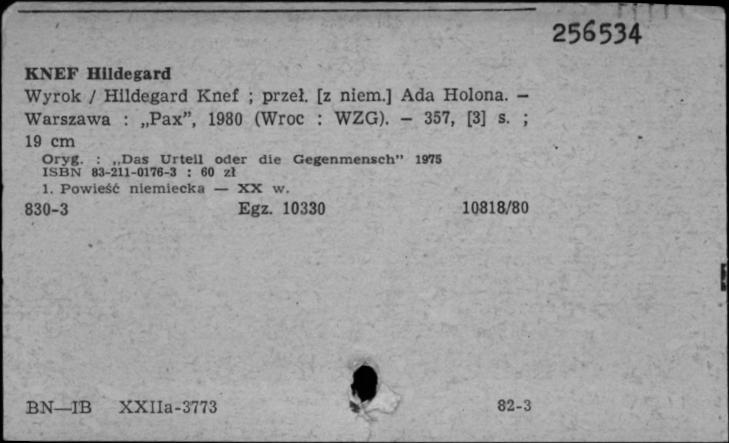 256534
KNEF Hildegard
Wyrok / Hildegard Knef ; przeł. [z niem.] Ada Holona. —
Warszawa : „Pax”, 1980 (Wroc : WZG). — 357, [3] s. ;
19 cm
Oryg. : „Das Urteil oder die Gegenmensch” 1975
ISBN 83-211-0176-3 : 60 zł
1. Powieść niemiecka — XX w.
830-3 Egz. 10330 10818/80
BN—IB XXIIa-3773 82-3